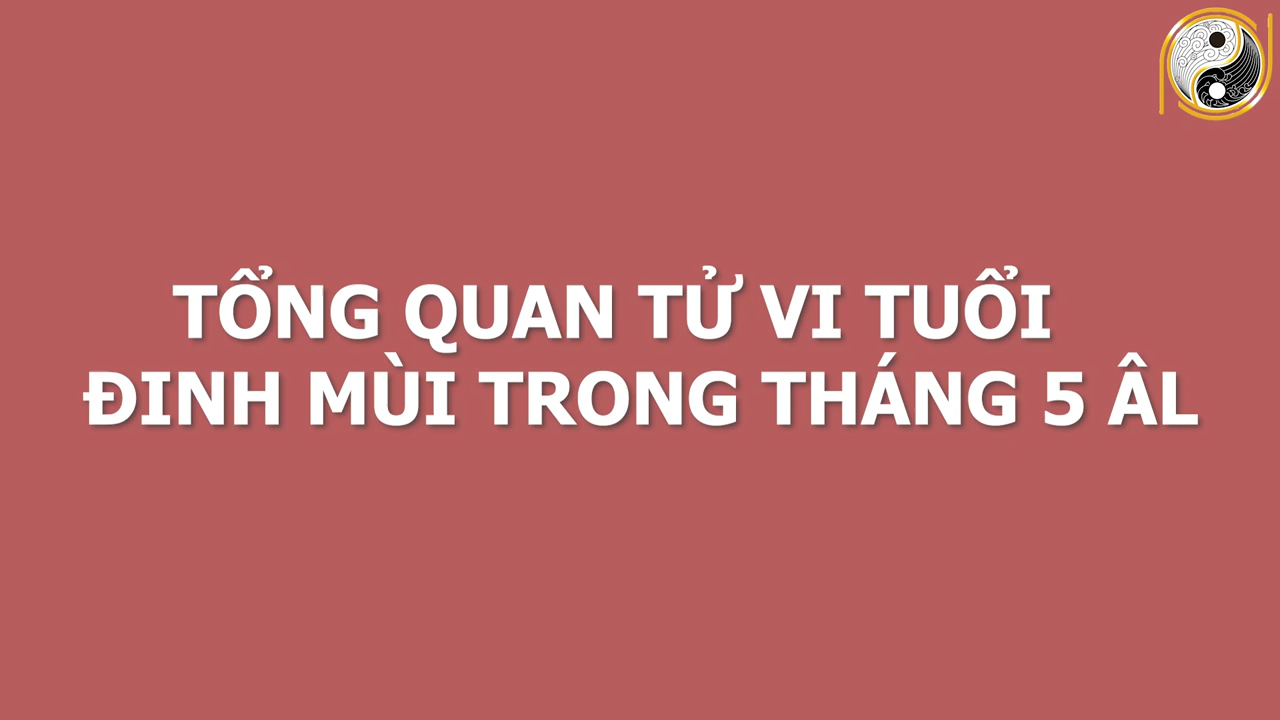 TỔNG QUAN TỬ VI TUỔI
ĐINH MÙI TRONG THÁNG 5 ÂL